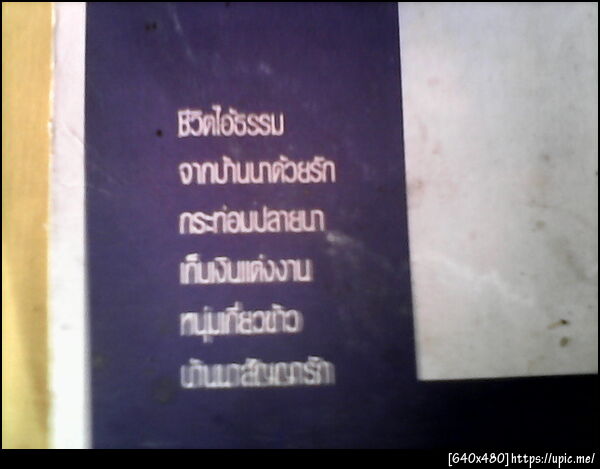 ชีวิตไอ้ธรรม
จากบ้านนาด้วยรัก
กระท่อมปลายนา
เก็บเงินแต่งงาน
หนุ่มเกี่ยวข้าว
บ้านนาสัญญารัก
[640x480]https://upic.me/